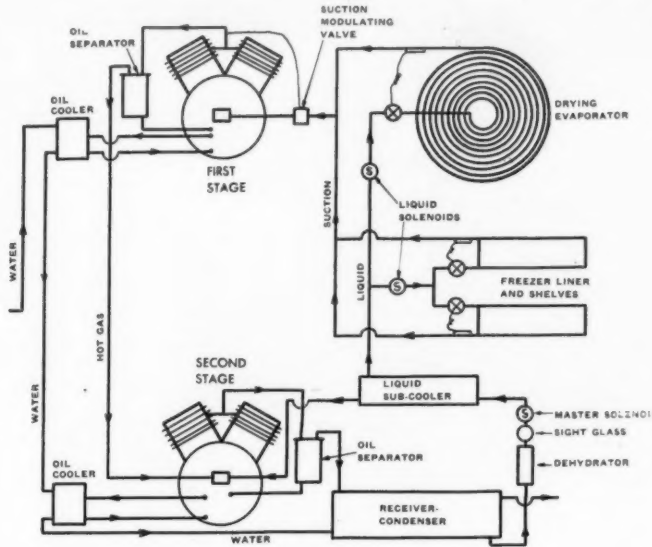 SUCTION
MODULATING
VALVE
OIL
SEPARATOR
OIL
COOLER
DRYING
EVAPORATOR
FIRST
STAGE
SUCTION
LIQUID
SOLENOIDS
S
WATER
LIQUID
S
FREEZER LINER
AND SHELVES
HOT GAS
SECOND
STAGE
WATER
LIQUID
SUB-COOLER
S
MASTER SOLENOI
SIGHT GLASS
OIL
SEPARATOR
DEHYDRATOR
OIL
COOLER
RECEIVER-
CONDENSER
WATER